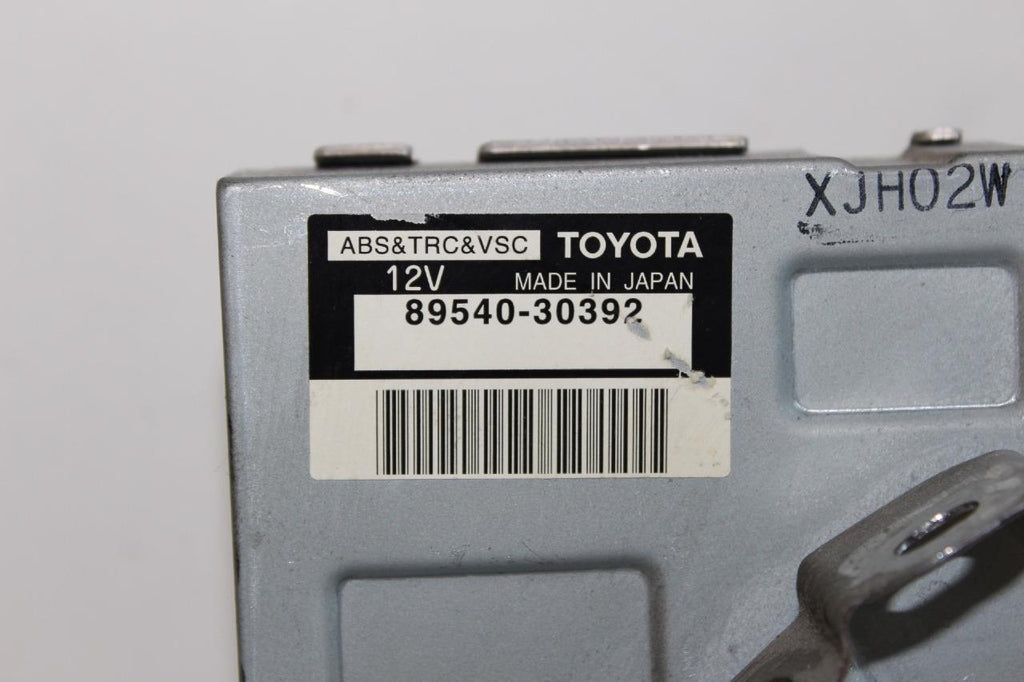 XJH02W
ABS&TRC&VSC TOYOTA
12V MADE IN JAPAN
89540-30392